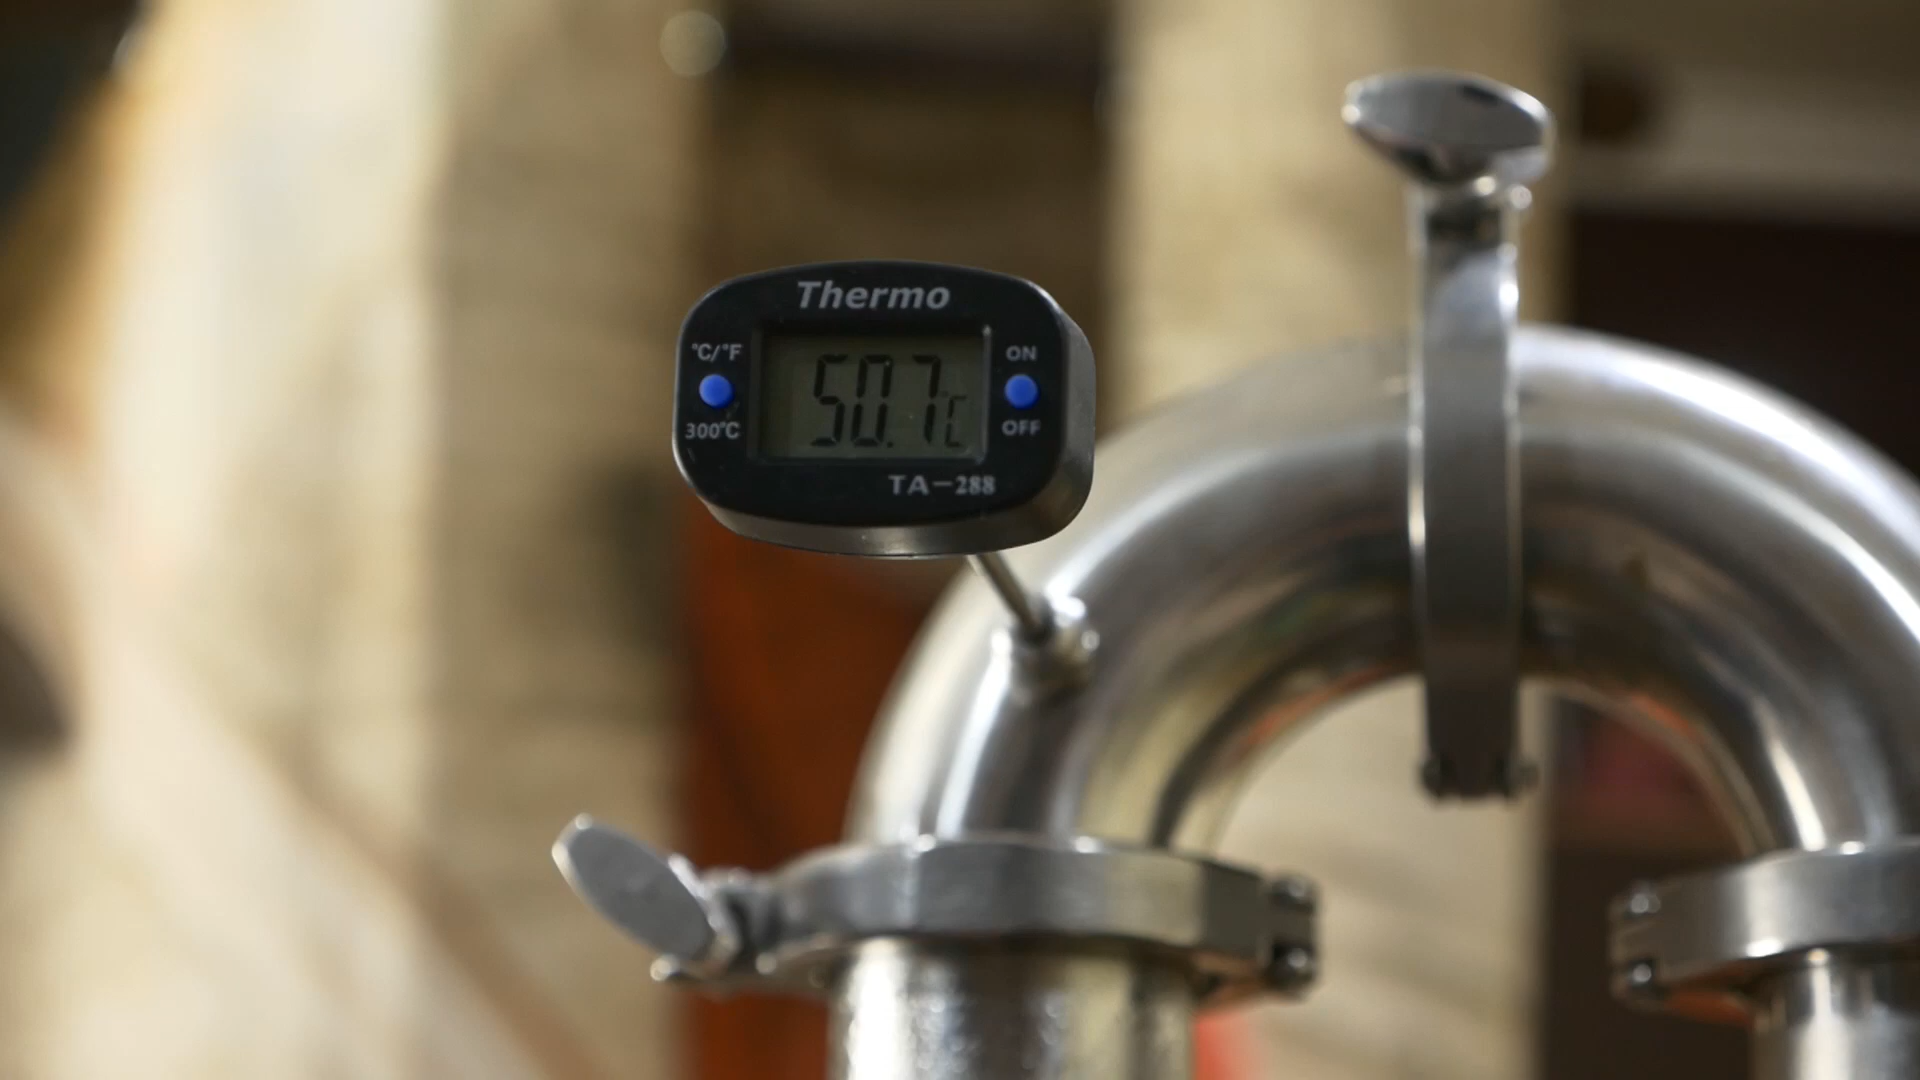 Thermo
℃/℉
ON
50.7℃
300℃
OFF
TA-288